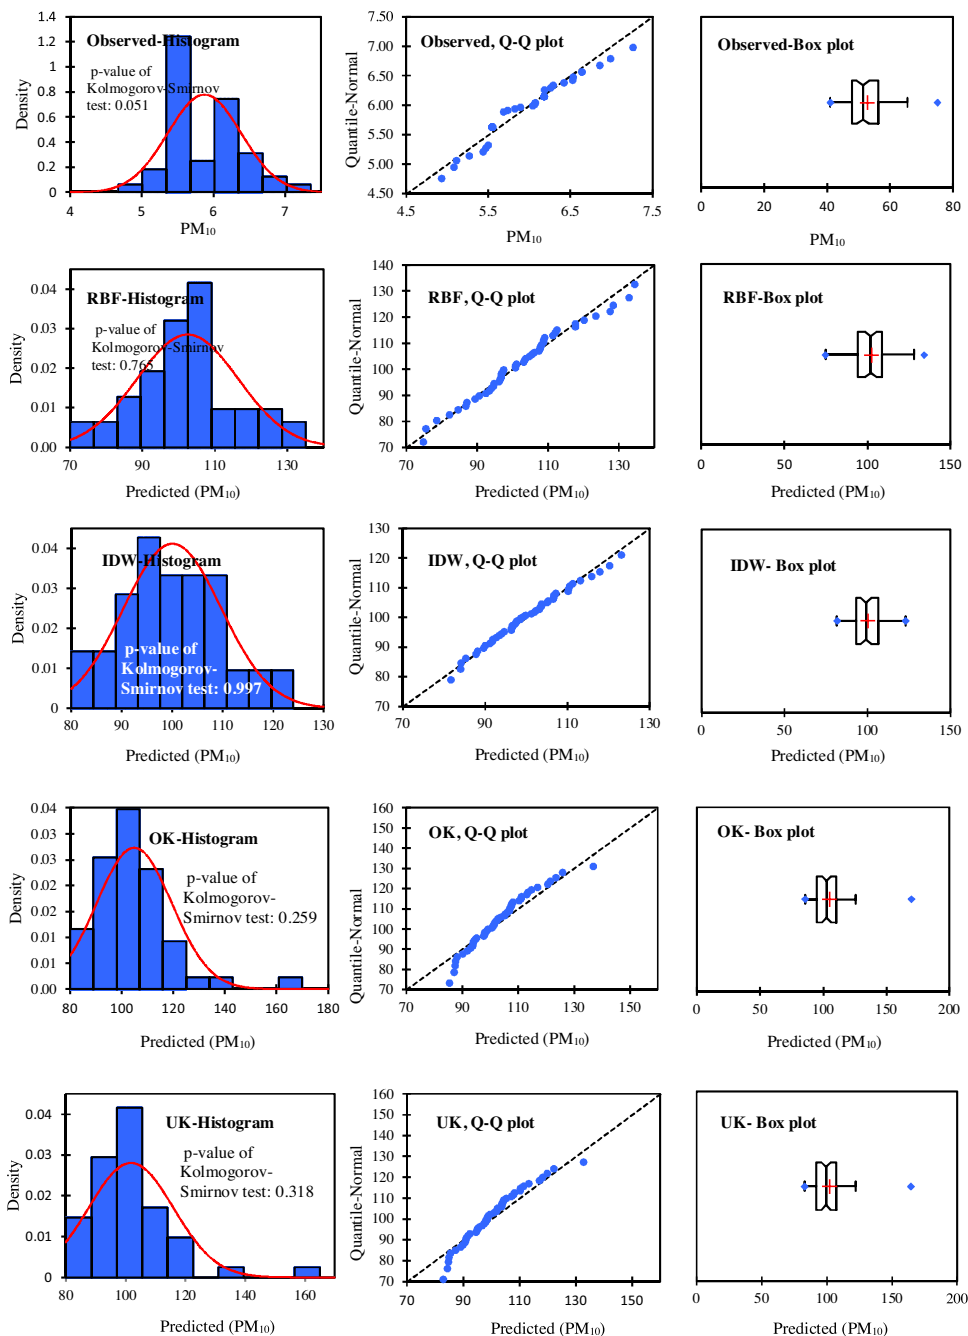 Observed-Histogram
p-value of
Kolmogorov-Smirnov
test: 0.051
Density
1.4
1.2
1
0.8
0.6
0.4
0.2
0
4 5 6 7
PM₁₀
Observed, Q-Q plot
Quantile-Normal
7.50
7.00
6.50
6.00
5.50
5.00
4.50
4.5 5.5 6.5 7.5
PM₁₀
Observed-Box plot
0 20 40 60 80
PM₁₀
RBF-Histogram
p-value of
Kolmogorov-Smirnov
test: 0.765
Density
0.04
0.03
0.02
0.01
0.00
70 90 110 130
Predicted (PM₁₀)
RBF, Q-Q plot
Quantile-Normal
140
130
120
110
100
90
80
70
70 90 110 130
Predicted (PM₁₀)
RBF-Box plot
0 50 100 150
Predicted (PM₁₀)
IDW-Histogram
p-value of
Kolmogorov-
Smirnov test: 0.997
Density
0.04
0.03
0.02
0.01
0
80 90 100 110 120 130
Predicted (PM₁₀)
IDW, Q-Q plot
Quantile-Normal
130
120
110
100
90
80
70
70 90 110 130
Predicted (PM₁₀)
IDW- Box plot
0 50 100 150
Predicted (PM₁₀)
OK-Histogram
p-value of
Kolmogorov-
Smirnov test: 0.259
Density
0.04
0.03
0.03
0.02
0.02
0.01
0.01
0.00
80 100 120 140 160 180
Predicted (PM₁₀)
OK, Q-Q plot
Quantile-Normal
160
150
140
130
120
110
100
90
80
70
70 90 110 130 150
Predicted (PM₁₀)
OK- Box plot
0 50 100 150 200
Predicted (PM₁₀)
UK-Histogram
p-value of
Kolmogorov-
Smirnov test: 0.318
Density
0.04
0.03
0.02
0.01
0
80 100 120 140 160
Predicted (PM₁₀)
UK, Q-Q plot
Quantile-Normal
160
150
140
130
120
110
100
90
80
70
70 90 110 130 150
Predicted (PM₁₀)
UK- Box plot
0 50 100 150 200
Predicted (PM₁₀)